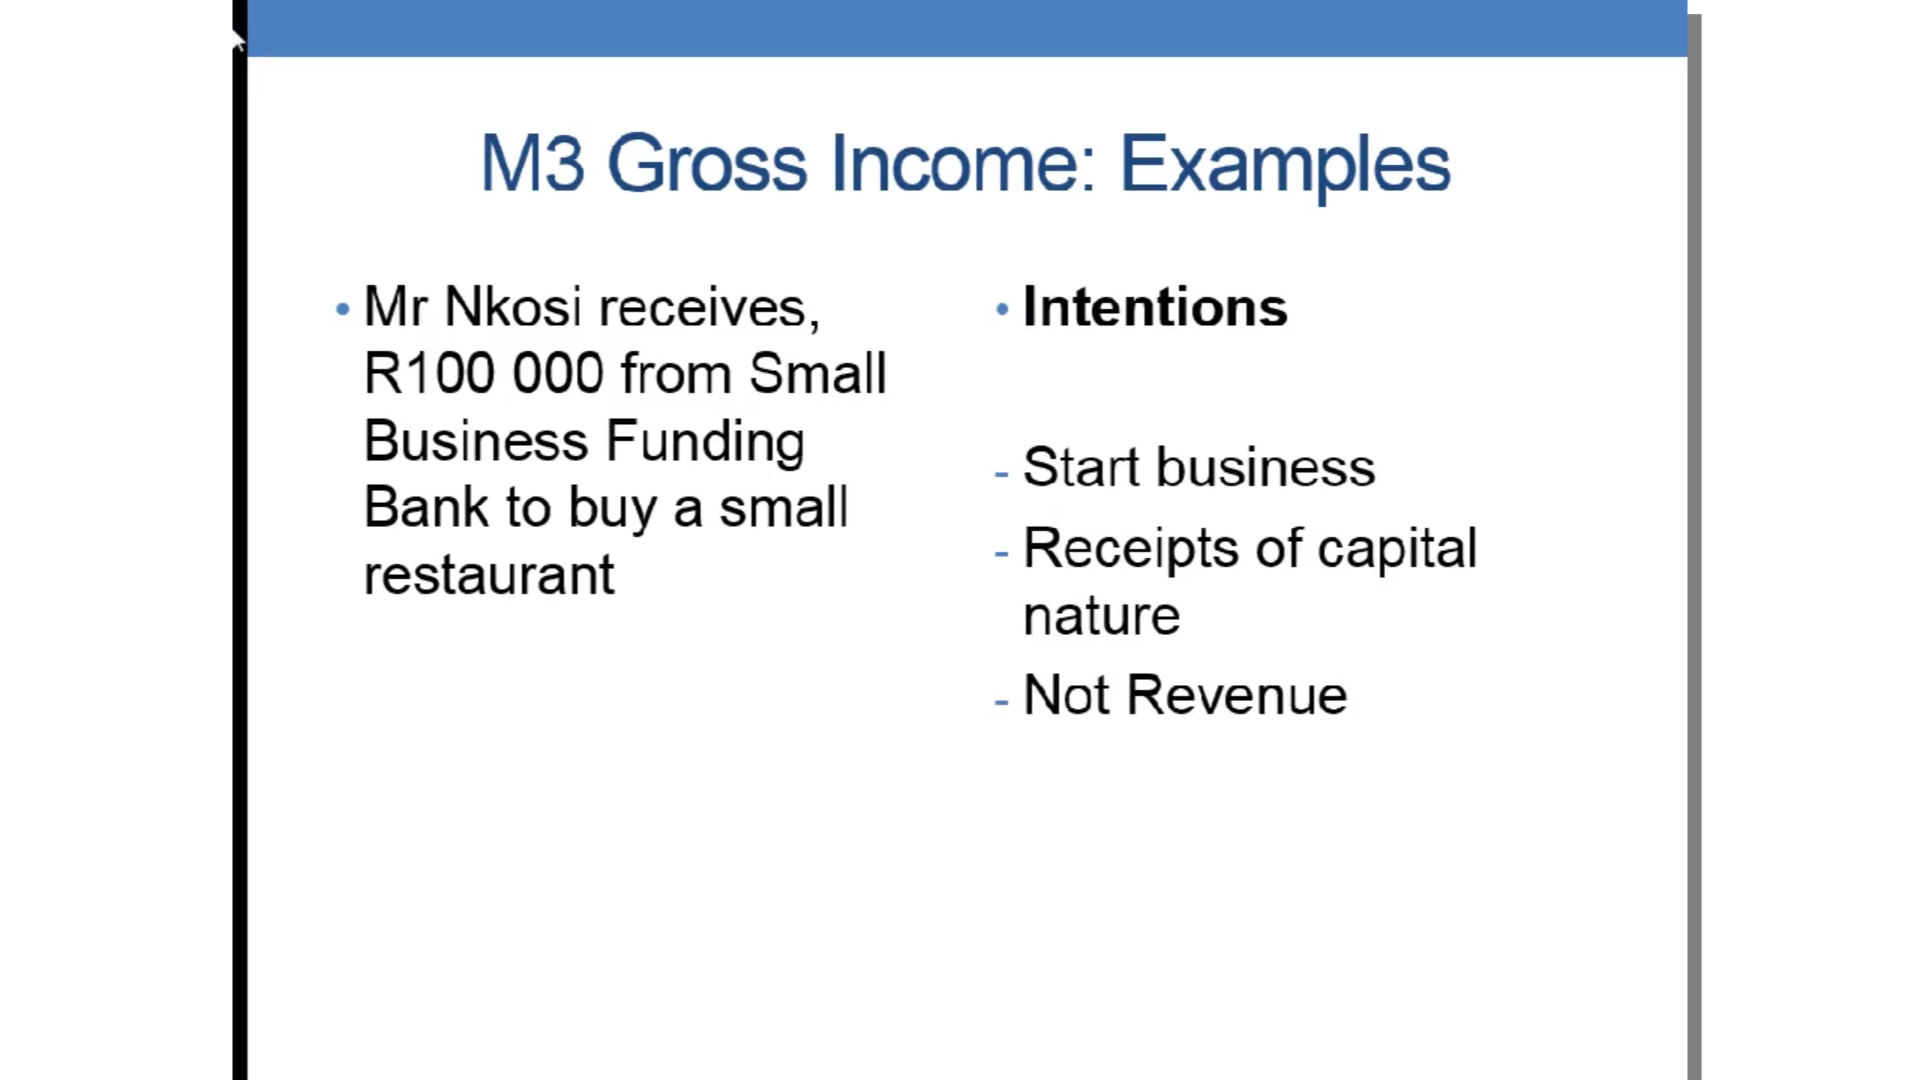 M3 Gross Income: Examples
• Mr Nkosi receives,
R100 000 from Small
Business Funding
Bank to buy a small
restaurant
• Intentions
- Start business
- Receipts of capital
nature
- Not Revenue